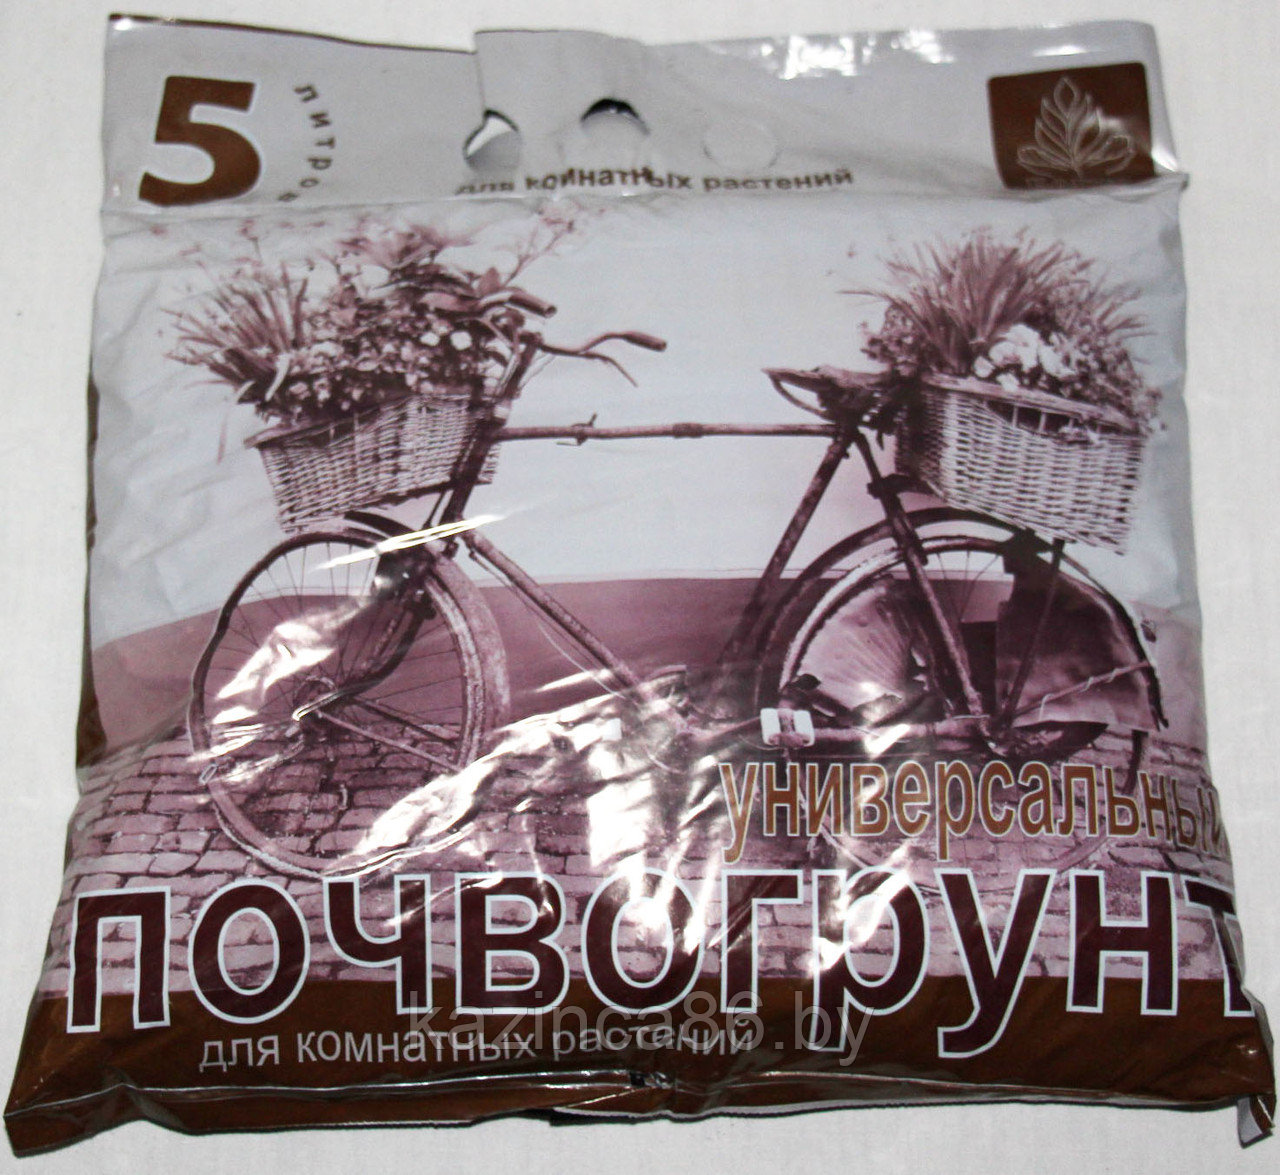 5 литров
для комнатных растений
универсальный
почвогрунт
для комнатных растений
kazinca86.by